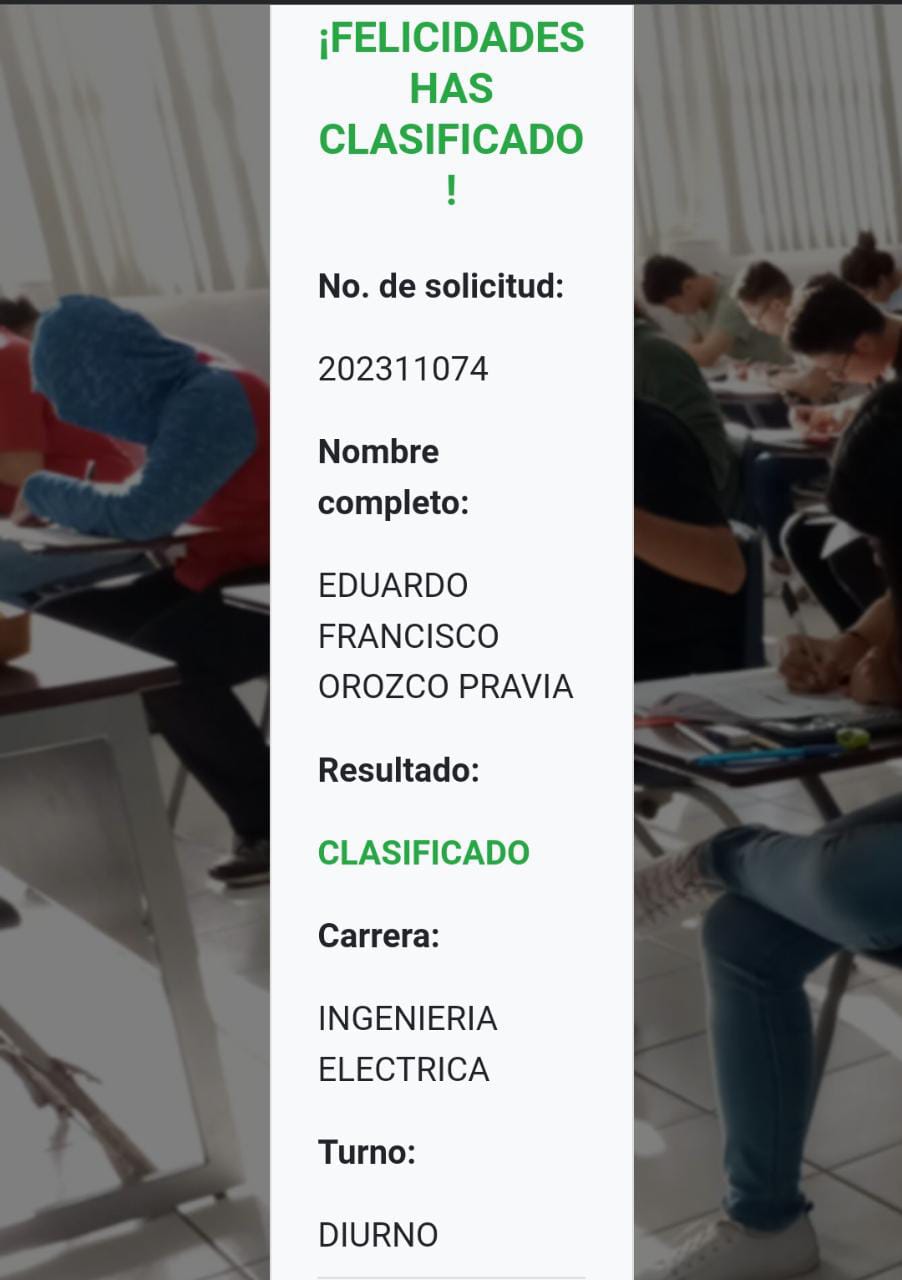 ¡FELICIDADES
HAS
CLASIFICADO
!
No. de solicitud:
202311074
Nombre
completo:
EDUARDO
FRANCISCO
OROZCO PRAVIA
Resultado:
CLASIFICADO
Carrera:
INGENIERIA
ELECTRICA
Turno:
DIURNO